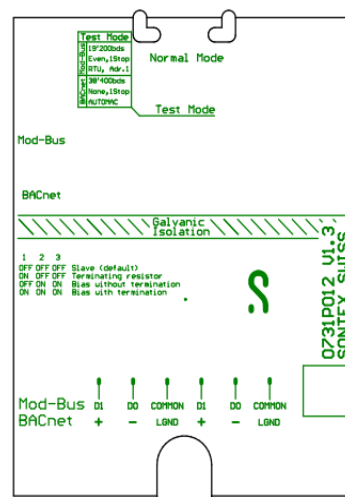 Test Mode
Mod-Bus
19'200bds
Even,1Stop
RTU, Adr.1
BACnet
38'400bds
None,1Stop
AUTOMAC
Normal Mode
Test Mode
Mod-Bus
BACnet
Galvanic
Isolation
1 2 3
OFF OFF OFF Slave (default)
ON OFF OFF Terminating resistor
OFF ON ON Bias without termination
ON ON ON Bias with termination
0731P012 V1.3
SONTEX SUISS
Mod-Bus D1 D0 COMMON D1 D0 COMMON
BACnet + - LGND + - LGND